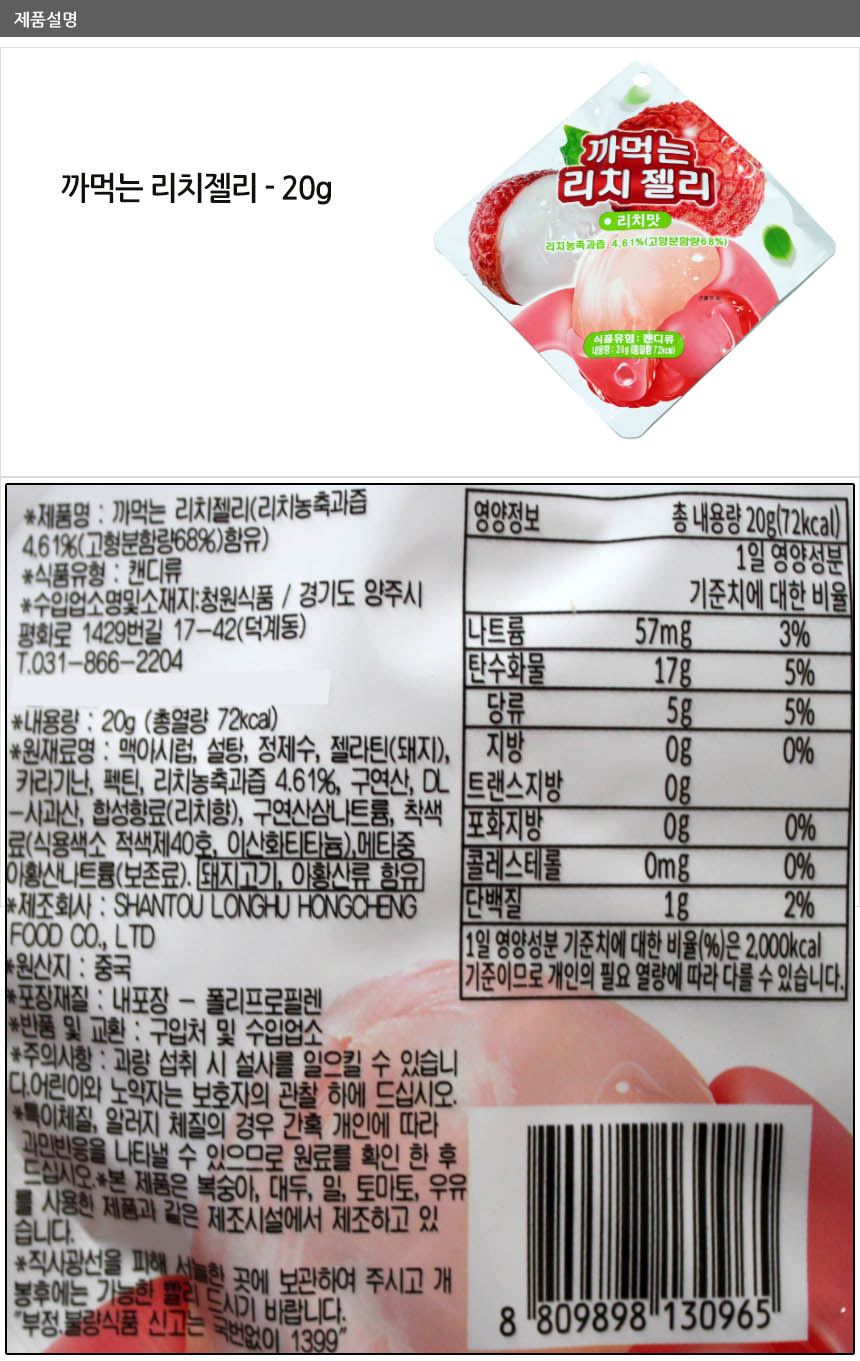 제품설명
까먹는 리치젤리 - 20g
까먹는
리치 젤리
리치맛
리치농축과즙 4.61%(고형분함량68%)
식품유형 : 캔디류
내용량 : 20g (총열량 72kcal)
*제품명 : 까먹는 리치젤리(리치농축과즙
4.61%(고형분함량68%)함유)
*식품유형 : 캔디류
*수입업소명및소재지:청원식품 / 경기도 양주시
평화로 1429번길 17-42(덕계동)
T.031-866-2204
*내용량 : 20g (총열량 72kcal)
*원재료명 : 맥아시럽, 설탕, 정제수, 젤라틴(돼지),
카라기난, 펙틴, 리치농축과즙 4.61%, 구연산, DL
-사과산, 합성향료(리치향), 구연산삼나트륨, 착색
료(식용색소 적색제40호, 이산화티타늄),메타중
아황산나트륨(보존료). 돼지고기, 아황산류 함유
*제조회사 : SHANTOU LONGHU HONGCHENG
FOOD CO., LTD
*원산지 : 중국
*포장재질 : 내포장 - 폴리프로필렌
*반품 및 교환 : 구입처 및 수입업소
*주의사항 : 과량 섭취 시 설사를 일으킬 수 있습니
다.어린이와 노약자는 보호자의 관찰 하에 드십시오.
*특이체질, 알러지 체질의 경우 간혹 개인에 따라
과민반응을 나타낼 수 있으므로 원료를 확인 한 후
드십시오.*본 제품은 복숭아, 대두, 밀, 토마토, 우유
를 사용한 제품과 같은 제조시설에서 제조하고 있
습니다.
*직사광선을 피해 서늘한 곳에 보관하여 주시고 개
봉후에는 가능한 빨리 드시기 바랍니다.
"부정.불량식품 신고는 국번없이 1399"
영양정보 총 내용량 20g(72kcal)
1일 영양성분
기준치에 대한 비율
나트륨 57mg 3%
탄수화물 17g 5%
당류 5g 5%
지방 0g 0%
트랜스지방 0g
포화지방 0g 0%
콜레스테롤 0mg 0%
단백질 1g 2%
1일 영양성분 기준치에 대한 비율(%)은 2,000kcal
기준이므로 개인의 필요 열량에 따라 다를 수 있습니다.
8 809898 130965